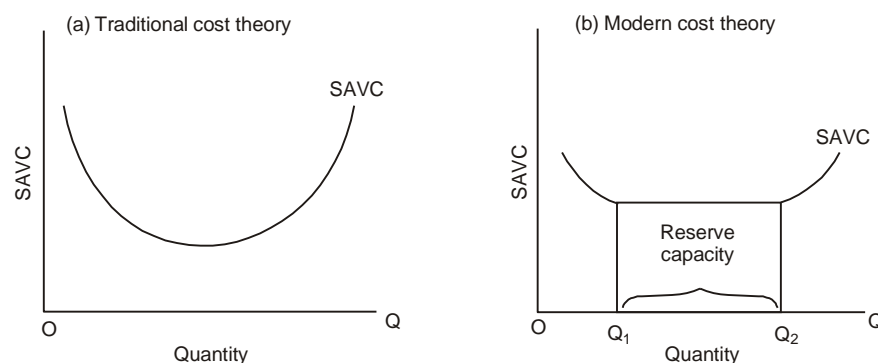 (a) Traditional cost theory
SAVC
SAVC
O
Q
Quantity
(b) Modern cost theory
SAVC
SAVC
Reserve
capacity
O
Q1
Q2
Q
Quantity